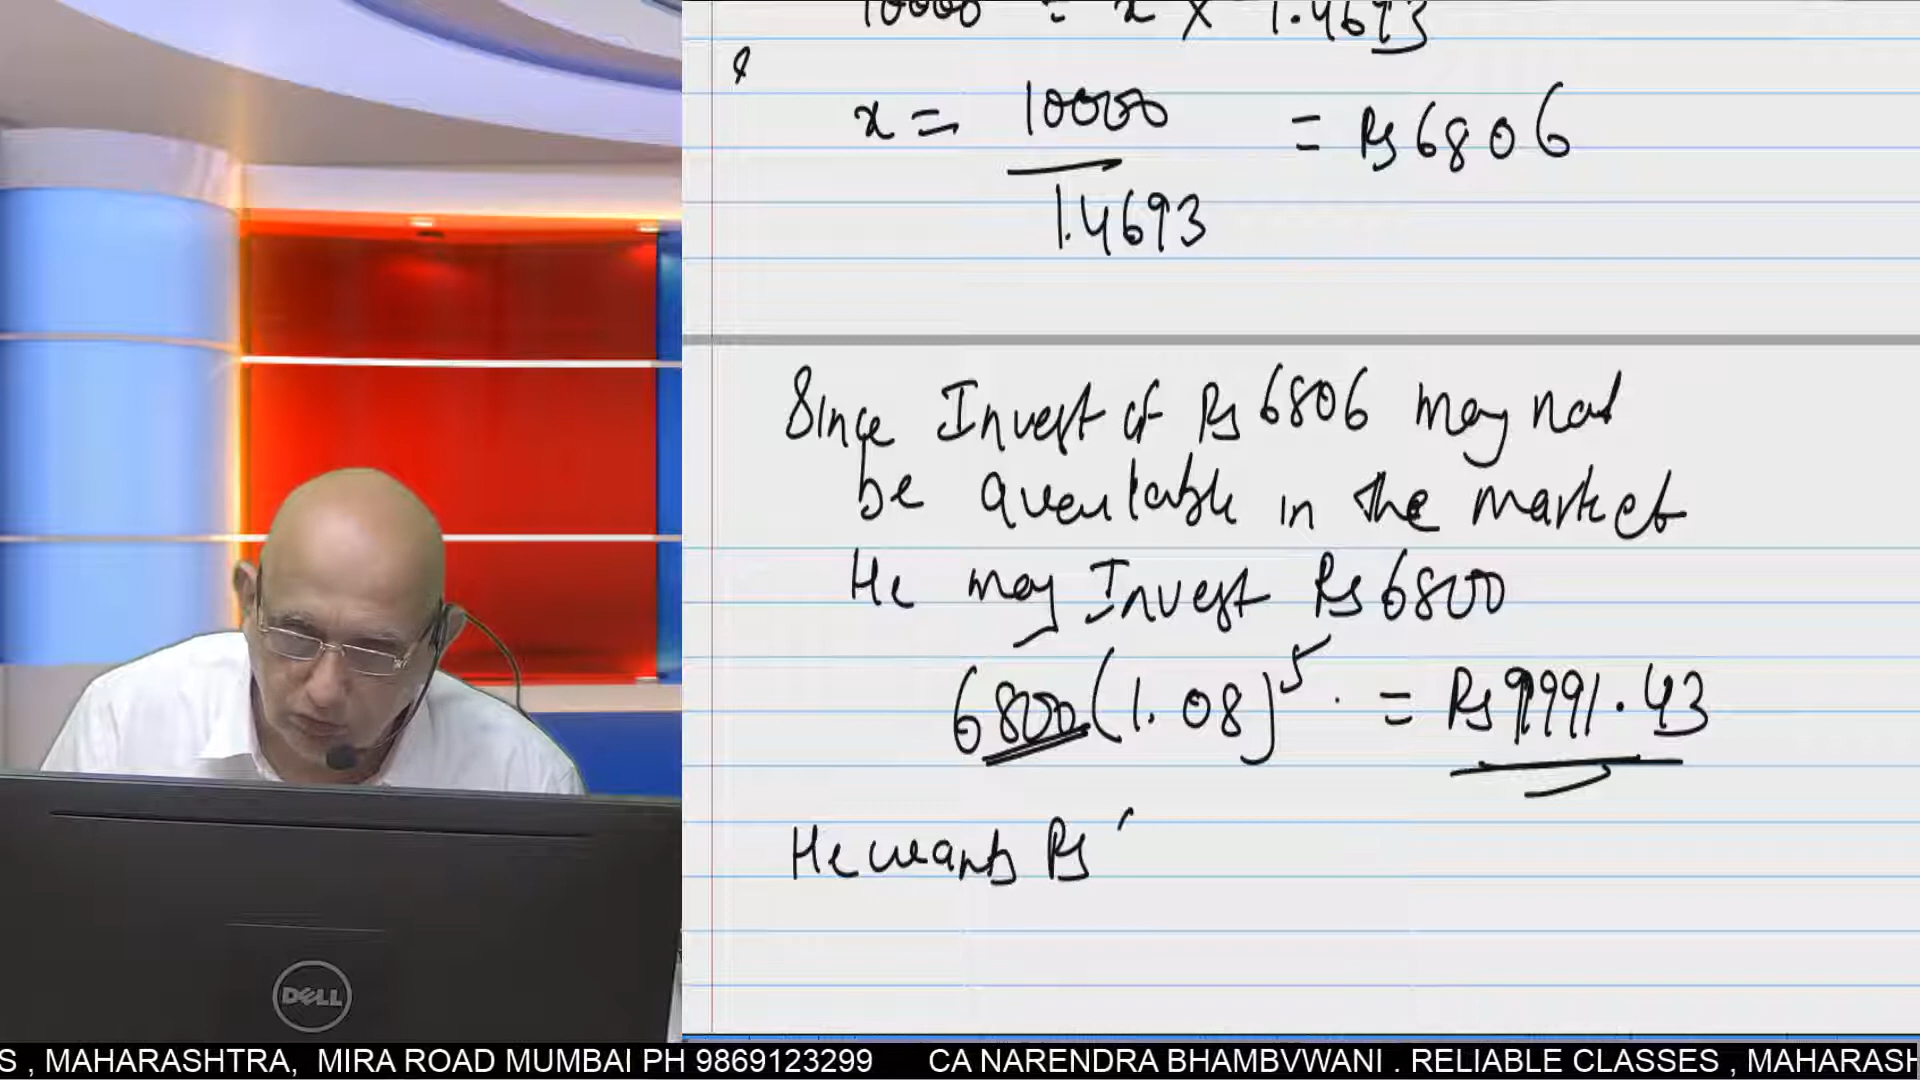 10000 = x × 1.4693
x = 10000 / 1.4693 = Rs 6806
Since Invest of Rs 6806 may not
be available in the market
He may Invest Rs 6800
6800 (1.08)⁵ = Rs 9991.43
He wants Rs
DELL
S , MAHARASHTRA, MIRA ROAD MUMBAI PH 9869123299 CA NARENDRA BHAMBVWANI . RELIABLE CLASSES , MAHARASH